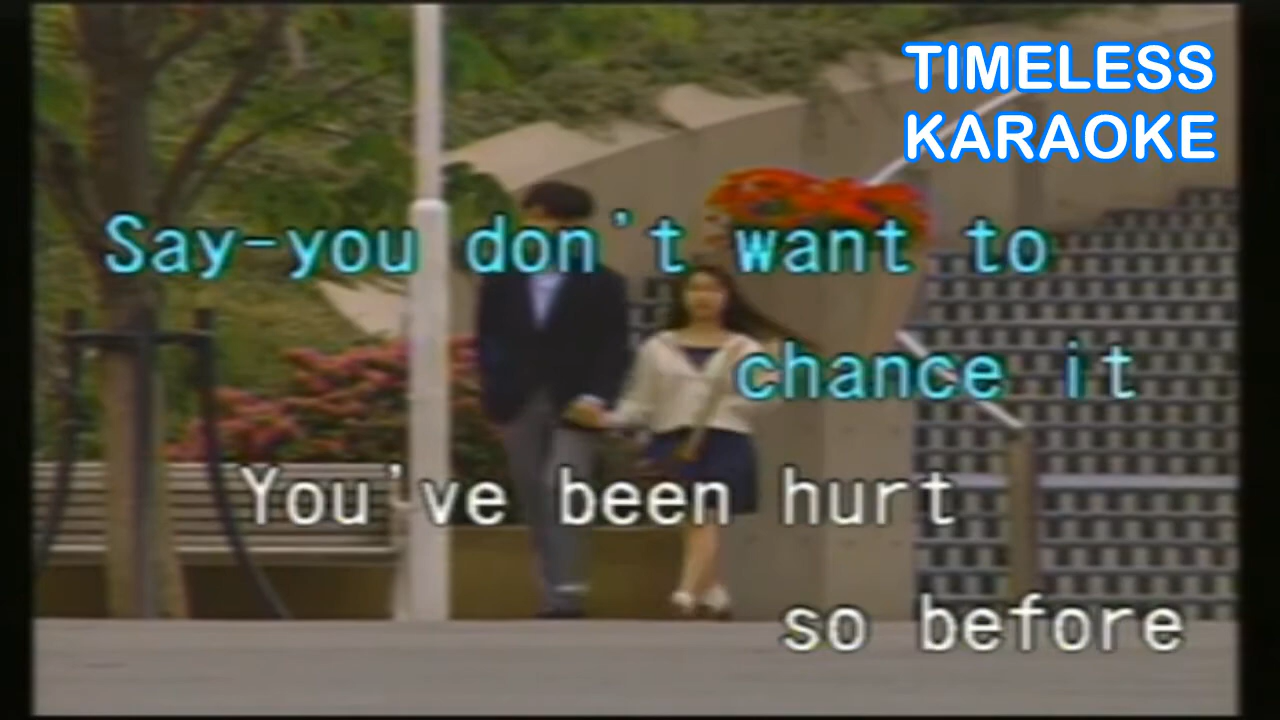 TIMELESS
KARAOKE
Say-you don't want to
chance it
You've been hurt
so before